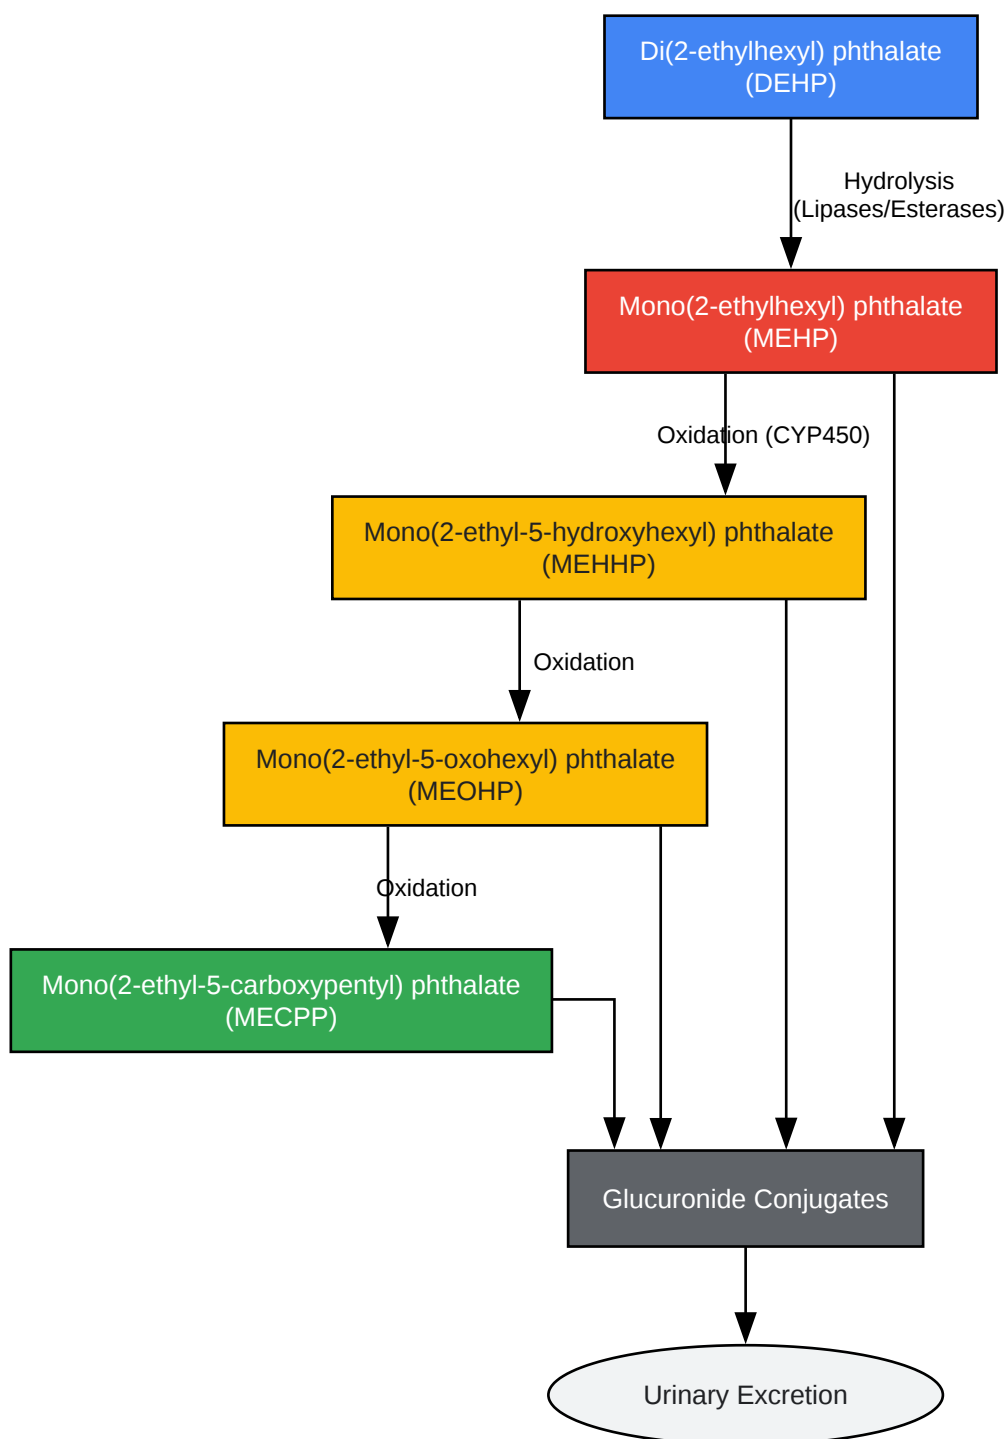 Di(2-ethylhexyl) phthalate
(DEHP)
Hydrolysis
(Lipases/Esterases)
Mono(2-ethylhexyl) phthalate
(MEHP)
Oxidation (CYP450)
Mono(2-ethyl-5-hydroxyhexyl) phthalate
(MEHHP)
Oxidation
Mono(2-ethyl-5-oxohexyl) phthalate
(MEOHP)
Oxidation
Mono(2-ethyl-5-carboxypentyl) phthalate
(MECPP)
Glucuronide Conjugates
Urinary Excretion